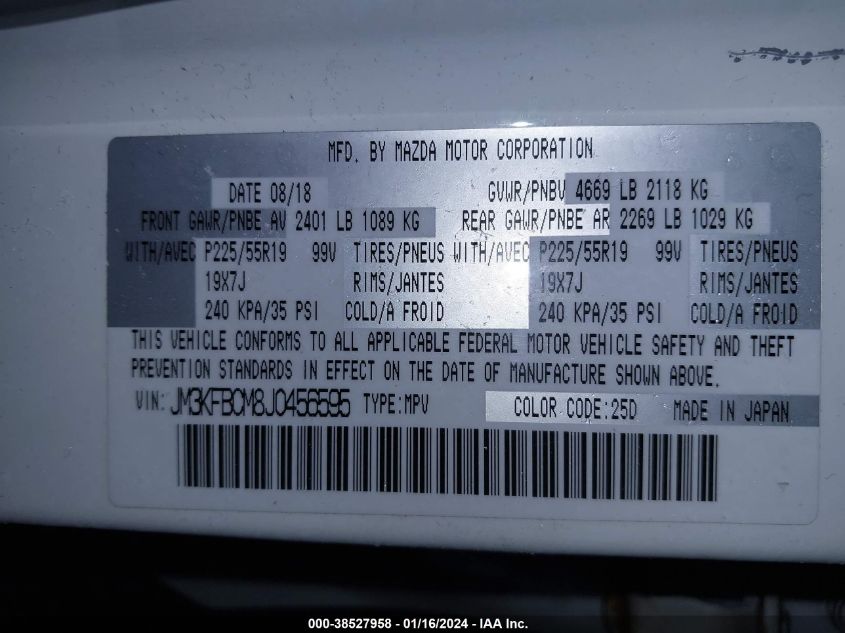 MFD. BY MAZDA MOTOR CORPORATION
DATE 08/18 GVWR/PNBV 4669 LB 2118 KG
FRONT GAWR/PNBE AV 2401 LB 1089 KG REAR GAWR/PNBE AR 2269 LB 1029 KG
WITH/AVEC P225/55R19 99V TIRES/PNEUS WITH/AVEC P225/55R19 99V TIRES/PNEUS
19X7J RIMS/JANTES 19X7J RIMS/JANTES
240 KPA/35 PSI COLD/A FROID 240 KPA/35 PSI COLD/A FROID
THIS VEHICLE CONFORMS TO ALL APPLICABLE FEDERAL MOTOR VEHICLE SAFETY AND THEFT
PREVENTION STANDARDS IN EFFECT ON THE DATE OF MANUFACTURE SHOWN ABOVE.
VIN: JM3KFBCM8J0456595 TYPE:MPV COLOR CODE:25D MADE IN JAPAN
000-38527958 - 01/16/2024 - IAA Inc.